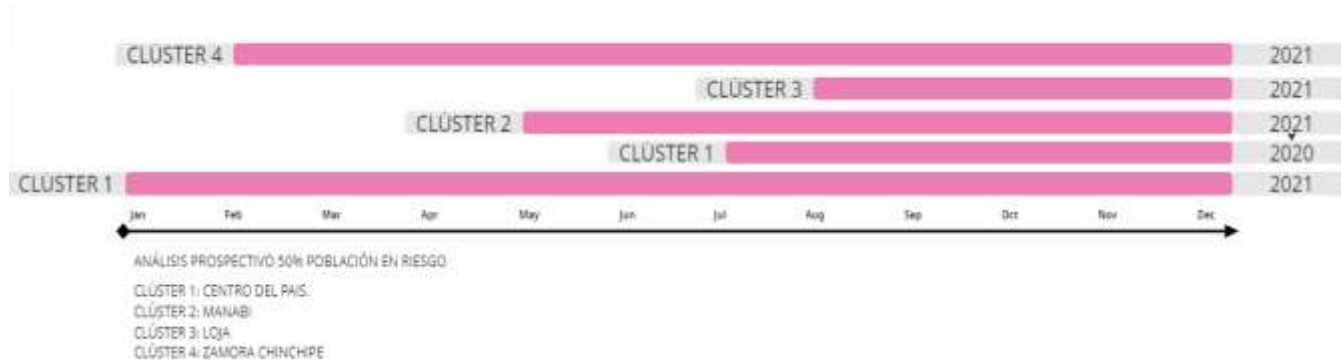 CLÚSTER 4 2021
CLÚSTER 3 2021
CLÚSTER 2 2021
CLÚSTER 1 2020
CLÚSTER 1 2021
Jan Feb Mar Apr May Jun Jul Aug Sep Oct Nov Dec
ANÁLISIS PROSPECTIVO 50% POBLACIÓN EN RIESGO
CLÚSTER 1: CENTRO DEL PAIS.
CLÚSTER 2: MANABI
CLÚSTER 3: LOJA
CLÚSTER 4: ZAMORA CHINCHIPE